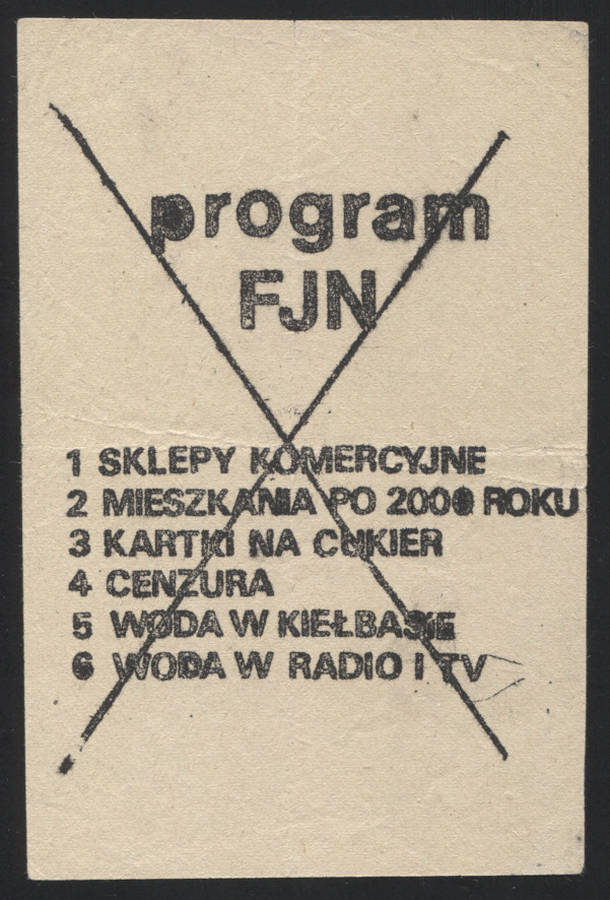 program
FJN
1 SKLEPY KOMERCYJNE
2 MIESZKANIA PO 2000 ROKU
3 KARTKI NA CUKIER
4 CENZURA
5 WODA W KIEŁBASIE
6 WODA W RADIO I TV